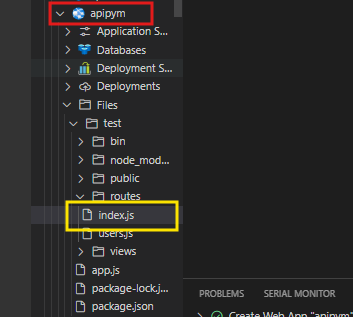 apipym
Application S...
Databases
Deployment S...
Deployments
Files
test
bin
node_mod...
public
routes
index.js
users.js
views
app.js
package-lock.j...
package.json
PROBLEMS SERIAL MONITOR
Create Web App "apipym"